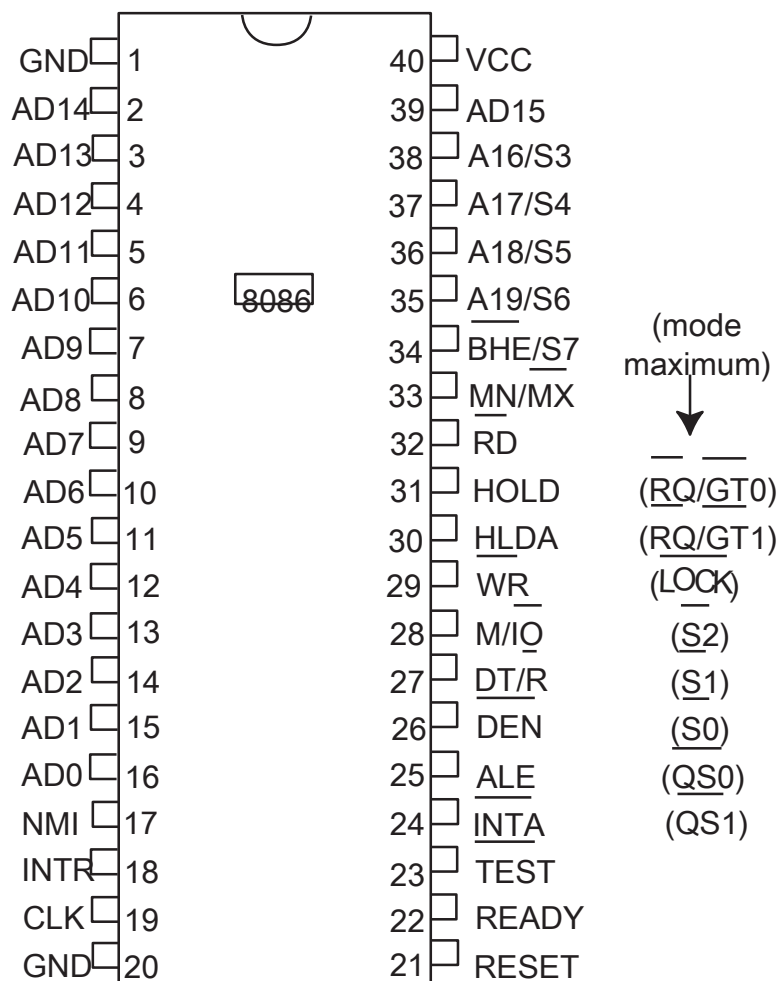 GND 1 40 VCC
AD14 2 39 AD15
AD13 3 38 A16/S3
AD12 4 37 A17/S4
AD11 5 36 A18/S5
AD10 6 8086 35 A19/S6
(mode
maximum)
AD9 7 34 BHE/S7
AD8 8 33 MN/MX
AD7 9 32 RD
AD6 10 31 HOLD (RQ/GT0)
AD5 11 30 HLDA (RQ/GT1)
AD4 12 29 WR (LOCK)
AD3 13 28 M/IO (S2)
AD2 14 27 DT/R (S1)
AD1 15 26 DEN (S0)
AD0 16 25 ALE (QS0)
NMI 17 24 INTA (QS1)
INTR 18 23 TEST
CLK 19 22 READY
GND 20 21 RESET